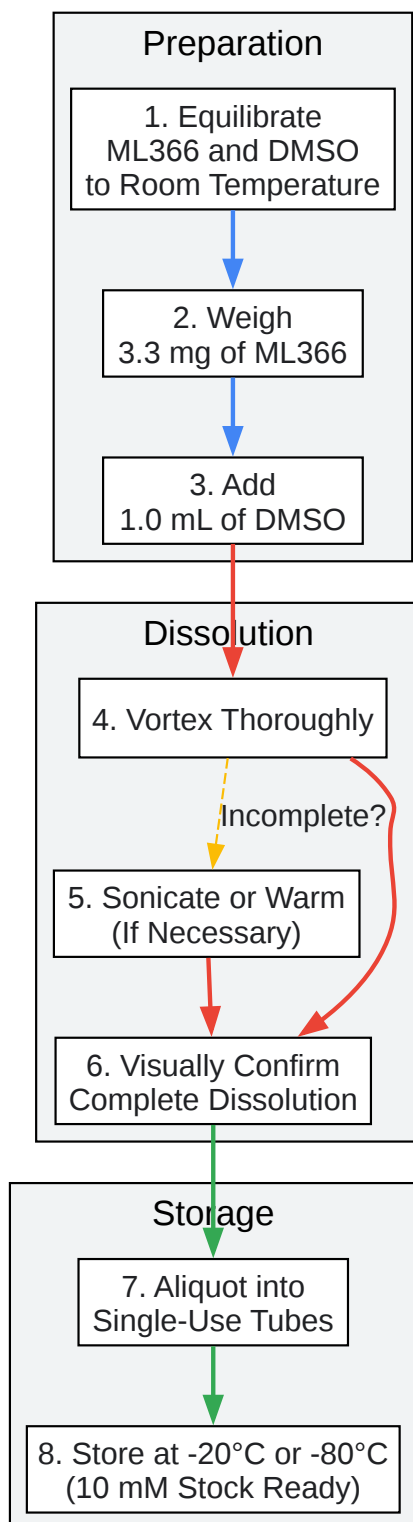 Preparation
1. Equilibrate
ML366 and DMSO
to Room Temperature
2. Weigh
3.3 mg of ML366
3. Add
1.0 mL of DMSO
Dissolution
4. Vortex Thoroughly
Incomplete?
5. Sonicate or Warm
(If Necessary)
6. Visually Confirm
Complete Dissolution
Storage
7. Aliquot into
Single-Use Tubes
8. Store at -20°C or -80°C
(10 mM Stock Ready)